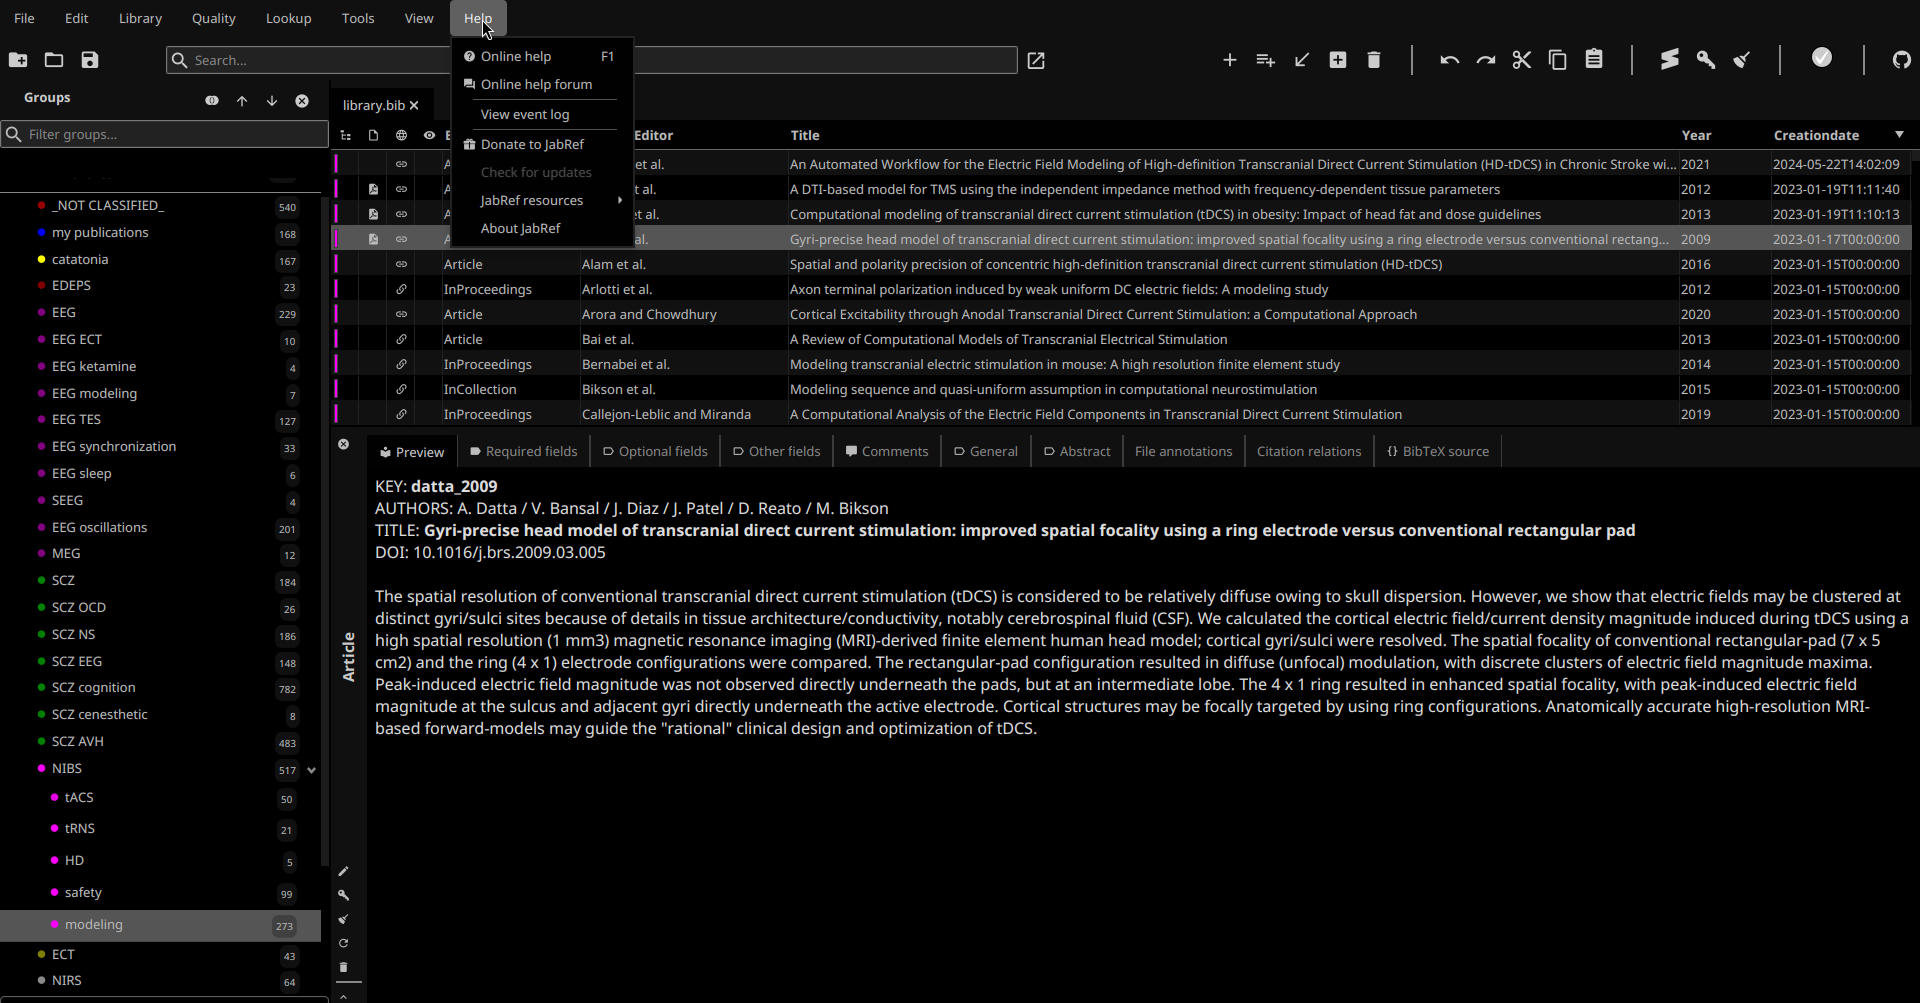 File Edit Library Quality Lookup Tools View Help
Search...
Online help F1
Online help forum
View event log
Donate to JabRef
Check for updates
JabRef resources
About JabRef
Groups
Filter groups...
_NOT CLASSIFIED_ 540
my publications 168
catatonia 167
EDEPS 23
EEG 229
EEG ECT 10
EEG ketamine 4
EEG modeling 7
EEG TES 127
EEG synchronization 33
EEG sleep 6
SEEG 4
EEG oscillations 201
MEG 12
SCZ 184
SCZ OCD 26
SCZ NS 186
SCZ EEG 148
SCZ cognition 782
SCZ cenesthetic 8
SCZ AVH 483
NIBS 517
tACS 50
tRNS 21
HD 5
safety 99
modeling 273
ECT 43
NIRS 64
library.bib
Editor Title Year Creationdate
et al. An Automated Workflow for the Electric Field Modeling of High-definition Transcranial Direct Current Stimulation (HD-tDCS) in Chronic Stroke wi... 2021 2024-05-22T14:02:09
t al. A DTI-based model for TMS using the independent impedance method with frequency-dependent tissue parameters 2012 2023-01-19T11:11:40
et al. Computational modeling of transcranial direct current stimulation (tDCS) in obesity: Impact of head fat and dose guidelines 2013 2023-01-19T11:10:13
al. Gyri-precise head model of transcranial direct current stimulation: improved spatial focality using a ring electrode versus conventional rectang... 2009 2023-01-17T00:00:00
Article Alam et al. Spatial and polarity precision of concentric high-definition transcranial direct current stimulation (HD-tDCS) 2016 2023-01-15T00:00:00
InProceedings Arlotti et al. Axon terminal polarization induced by weak uniform DC electric fields: A modeling study 2012 2023-01-15T00:00:00
Article Arora and Chowdhury Cortical Excitability through Anodal Transcranial Direct Current Stimulation: a Computational Approach 2020 2023-01-15T00:00:00
Article Bai et al. A Review of Computational Models of Transcranial Electrical Stimulation 2013 2023-01-15T00:00:00
InProceedings Bernabei et al. Modeling transcranial electric stimulation in mouse: A high resolution finite element study 2014 2023-01-15T00:00:00
InCollection Bikson et al. Modeling sequence and quasi-uniform assumption in computational neurostimulation 2015 2023-01-15T00:00:00
InProceedings Callejon-Leblic and Miranda A Computational Analysis of the Electric Field Components in Transcranial Direct Current Stimulation 2019 2023-01-15T00:00:00
Preview Required fields Optional fields Other fields Comments General Abstract File annotations Citation relations {} BibTeX source
Article
KEY: datta_2009
AUTHORS: A. Datta / V. Bansal / J. Diaz / J. Patel / D. Reato / M. Bikson
TITLE: Gyri-precise head model of transcranial direct current stimulation: improved spatial focality using a ring electrode versus conventional rectangular pad
DOI: 10.1016/j.brs.2009.03.005
The spatial resolution of conventional transcranial direct current stimulation (tDCS) is considered to be relatively diffuse owing to skull dispersion. However, we show that electric fields may be clustered at
distinct gyri/sulci sites because of details in tissue architecture/conductivity, notably cerebrospinal fluid (CSF). We calculated the cortical electric field/current density magnitude induced during tDCS using a
high spatial resolution (1 mm3) magnetic resonance imaging (MRI)-derived finite element human head model; cortical gyri/sulci were resolved. The spatial focality of conventional rectangular-pad (7 x 5
cm2) and the ring (4 x 1) electrode configurations were compared. The rectangular-pad configuration resulted in diffuse (unfocal) modulation, with discrete clusters of electric field magnitude maxima.
Peak-induced electric field magnitude was not observed directly underneath the pads, but at an intermediate lobe. The 4 x 1 ring resulted in enhanced spatial focality, with peak-induced electric field
magnitude at the sulcus and adjacent gyri directly underneath the active electrode. Cortical structures may be focally targeted by using ring configurations. Anatomically accurate high-resolution MRI-
based forward-models may guide the "rational" clinical design and optimization of tDCS.